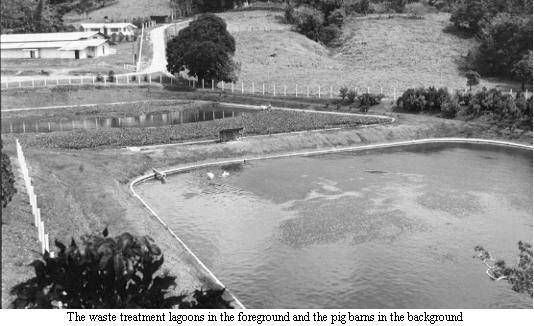 The waste treatment lagoons in the foreground and the pig barns in the background